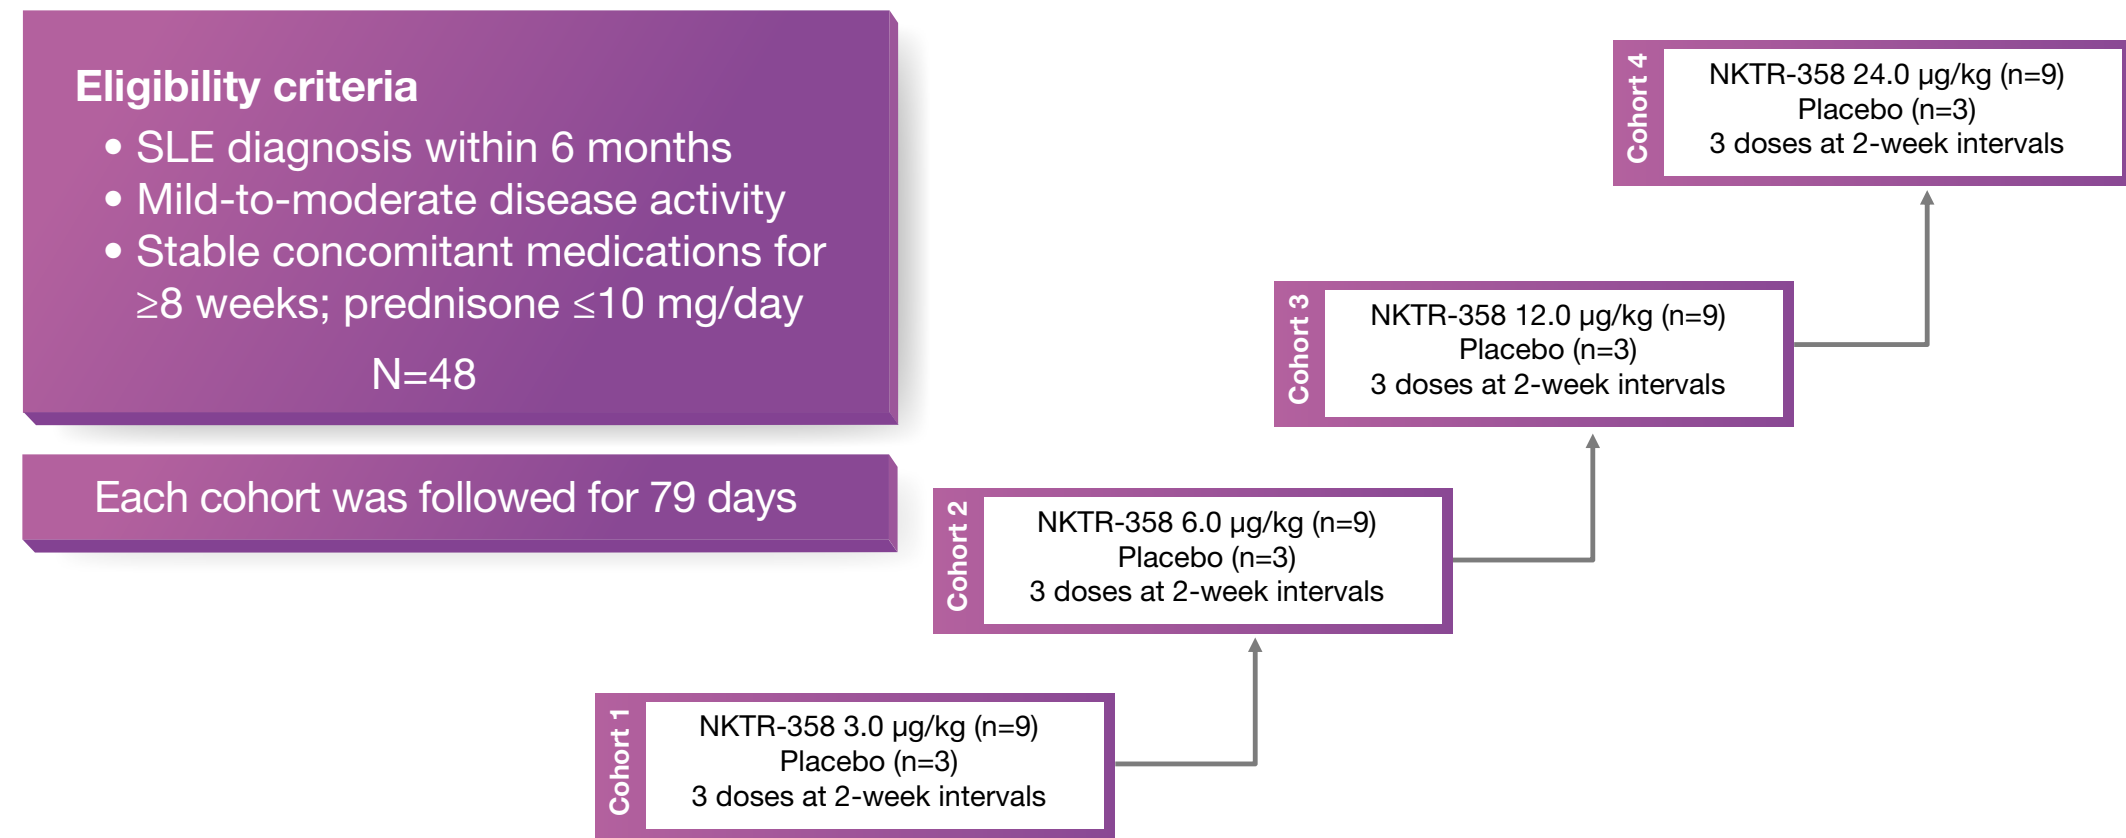 Eligibility criteria
• SLE diagnosis within 6 months
• Mild-to-moderate disease activity
• Stable concomitant medications for
≥8 weeks; prednisone ≤10 mg/day
N=48
Each cohort was followed for 79 days
Cohort 1
NKTR-358 3.0 µg/kg (n=9)
Placebo (n=3)
3 doses at 2-week intervals
Cohort 2
NKTR-358 6.0 µg/kg (n=9)
Placebo (n=3)
3 doses at 2-week intervals
Cohort 3
NKTR-358 12.0 µg/kg (n=9)
Placebo (n=3)
3 doses at 2-week intervals
Cohort 4
NKTR-358 24.0 µg/kg (n=9)
Placebo (n=3)
3 doses at 2-week intervals